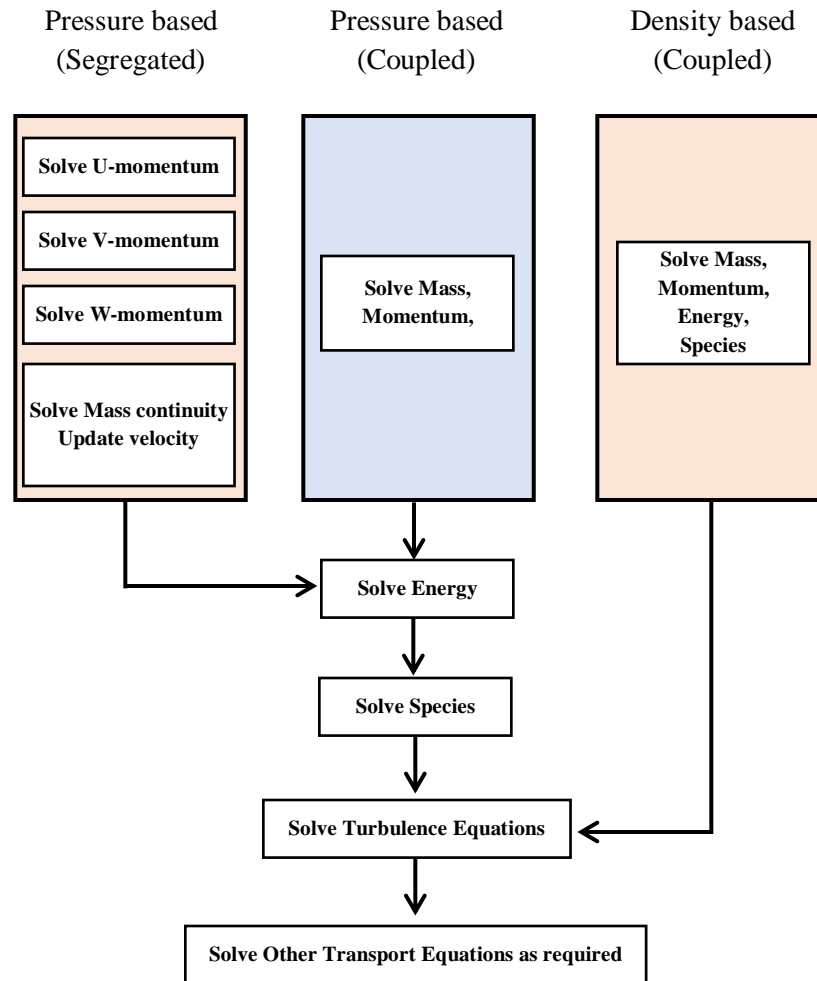 Pressure based
(Segregated)
Pressure based
(Coupled)
Density based
(Coupled)
Solve U-momentum
Solve V-momentum
Solve W-momentum
Solve Mass continuity
Update velocity
Solve Mass,
Momentum,
Solve Mass,
Momentum,
Energy,
Species
Solve Energy
Solve Species
Solve Turbulence Equations
Solve Other Transport Equations as required